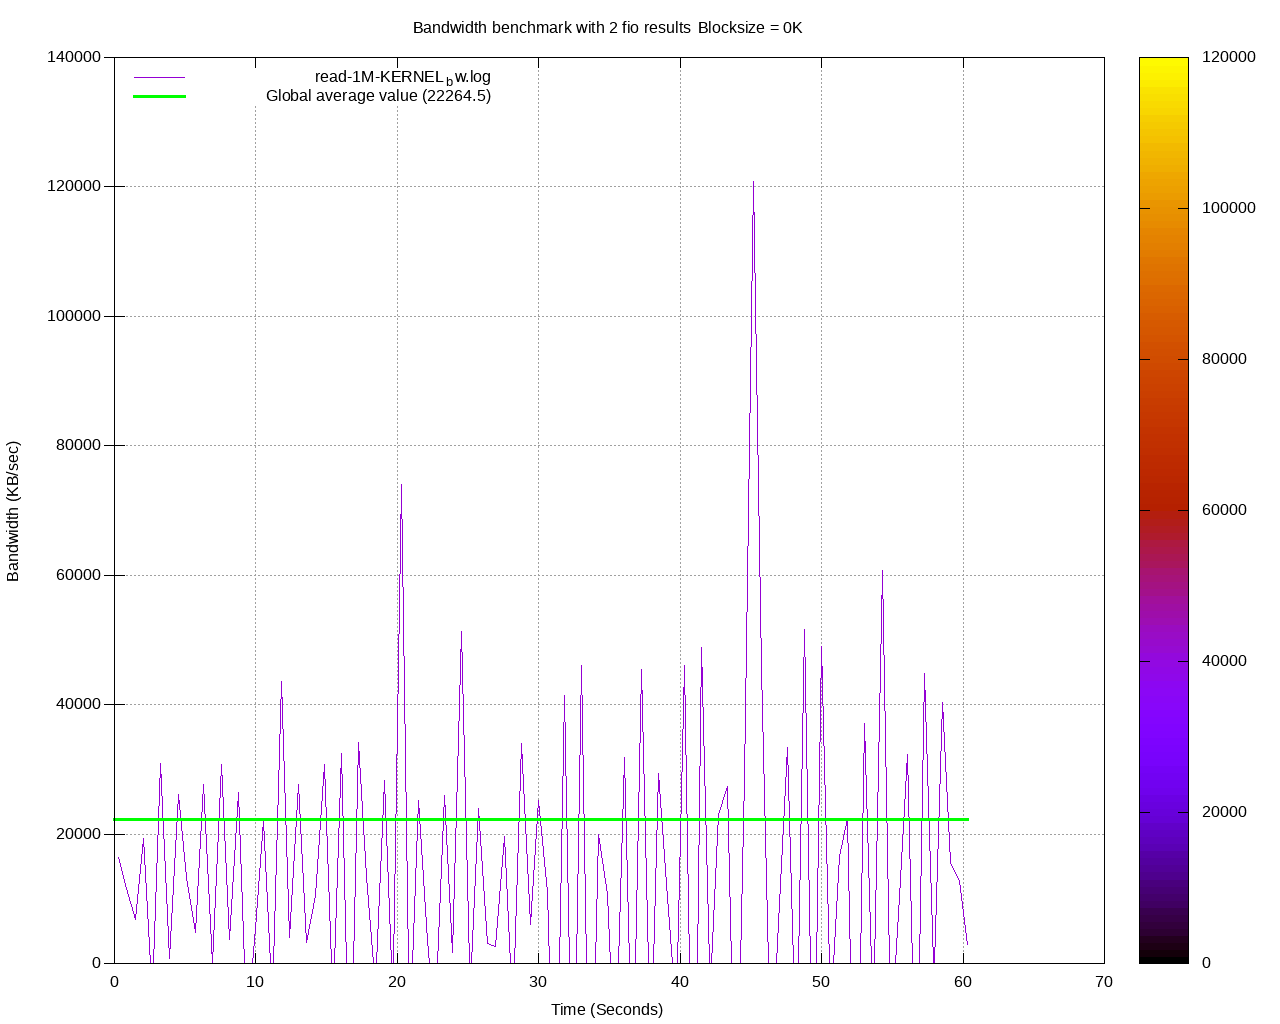 Bandwidth benchmark with 2 fio results Blocksize = 0K
read-1M-KERNEL_bw.log
Global average value (22264.5)
Bandwidth (KB/sec)
140000
120000
100000
80000
60000
40000
20000
0
0 10 20 30 40 50 60 70
Time (Seconds)
120000
100000
80000
60000
40000
20000
0